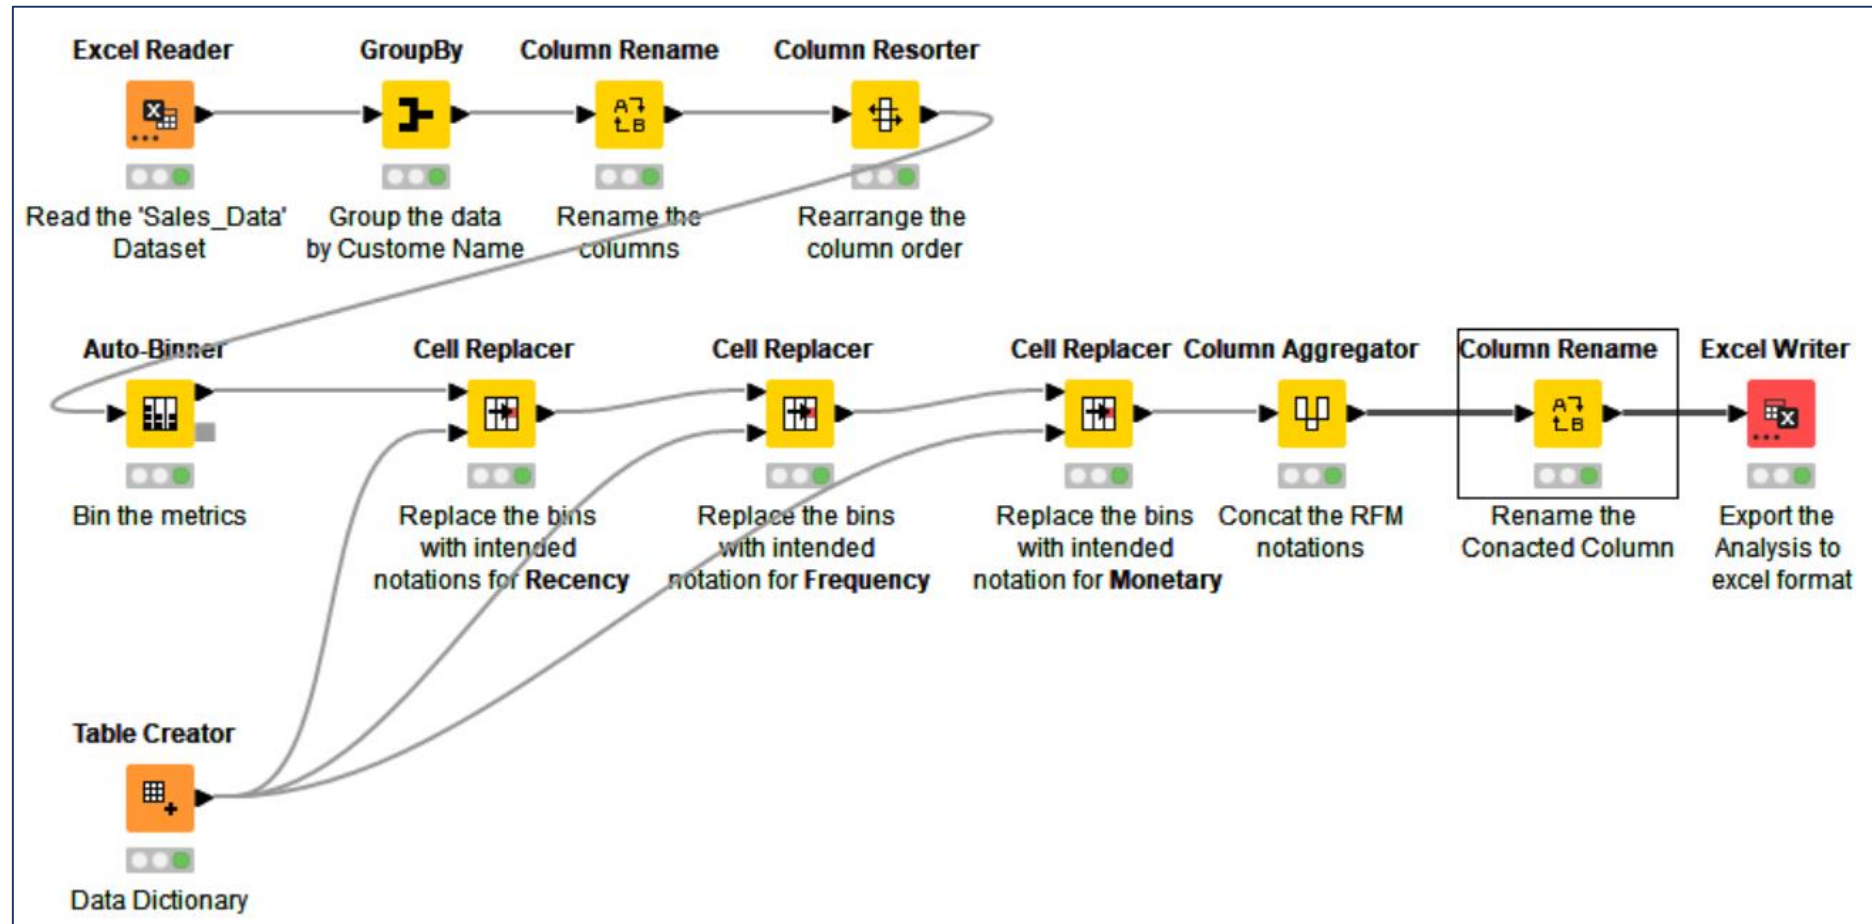 Excel Reader
GroupBy
Column Rename
Column Resorter
Read the 'Sales_Data'
Dataset
Group the data
by Custome Name
Rename the
columns
Rearrange the
column order
Auto-Binner
Cell Replacer
Cell Replacer
Cell Replacer
Column Aggregator
Column Rename
Excel Writer
Bin the metrics
Replace the bins
with intended
notations for Recency
Replace the bins
with intended
notation for Frequency
Replace the bins
with intended
notation for Monetary
Concat the RFM
notations
Rename the
Conacted Column
Export the
Analysis to
excel format
Table Creator
Data Dictionary